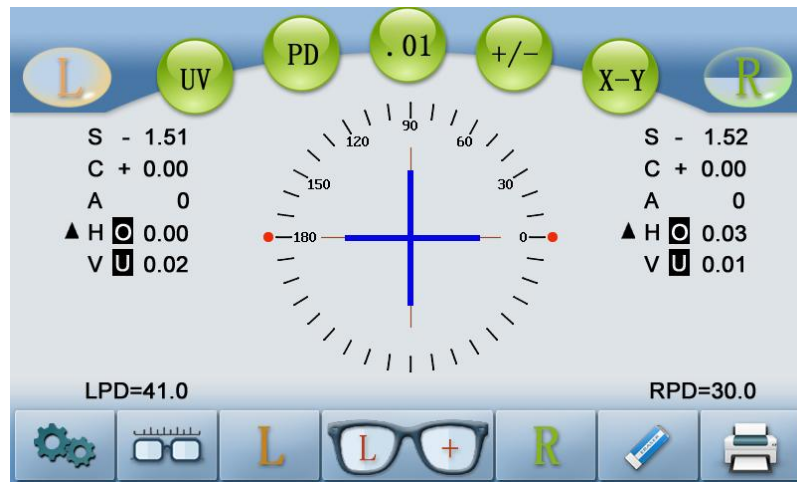 L
UV
PD
.01
+/-
X-Y
R
S - 1.51
C + 0.00
A 0
▲ H O 0.00
V U 0.02
LPD=41.0
90
120
60
150
30
180
0
S - 1.52
C + 0.00
A 0
▲ H O 0.03
V U 0.01
RPD=30.0
L
L +
R